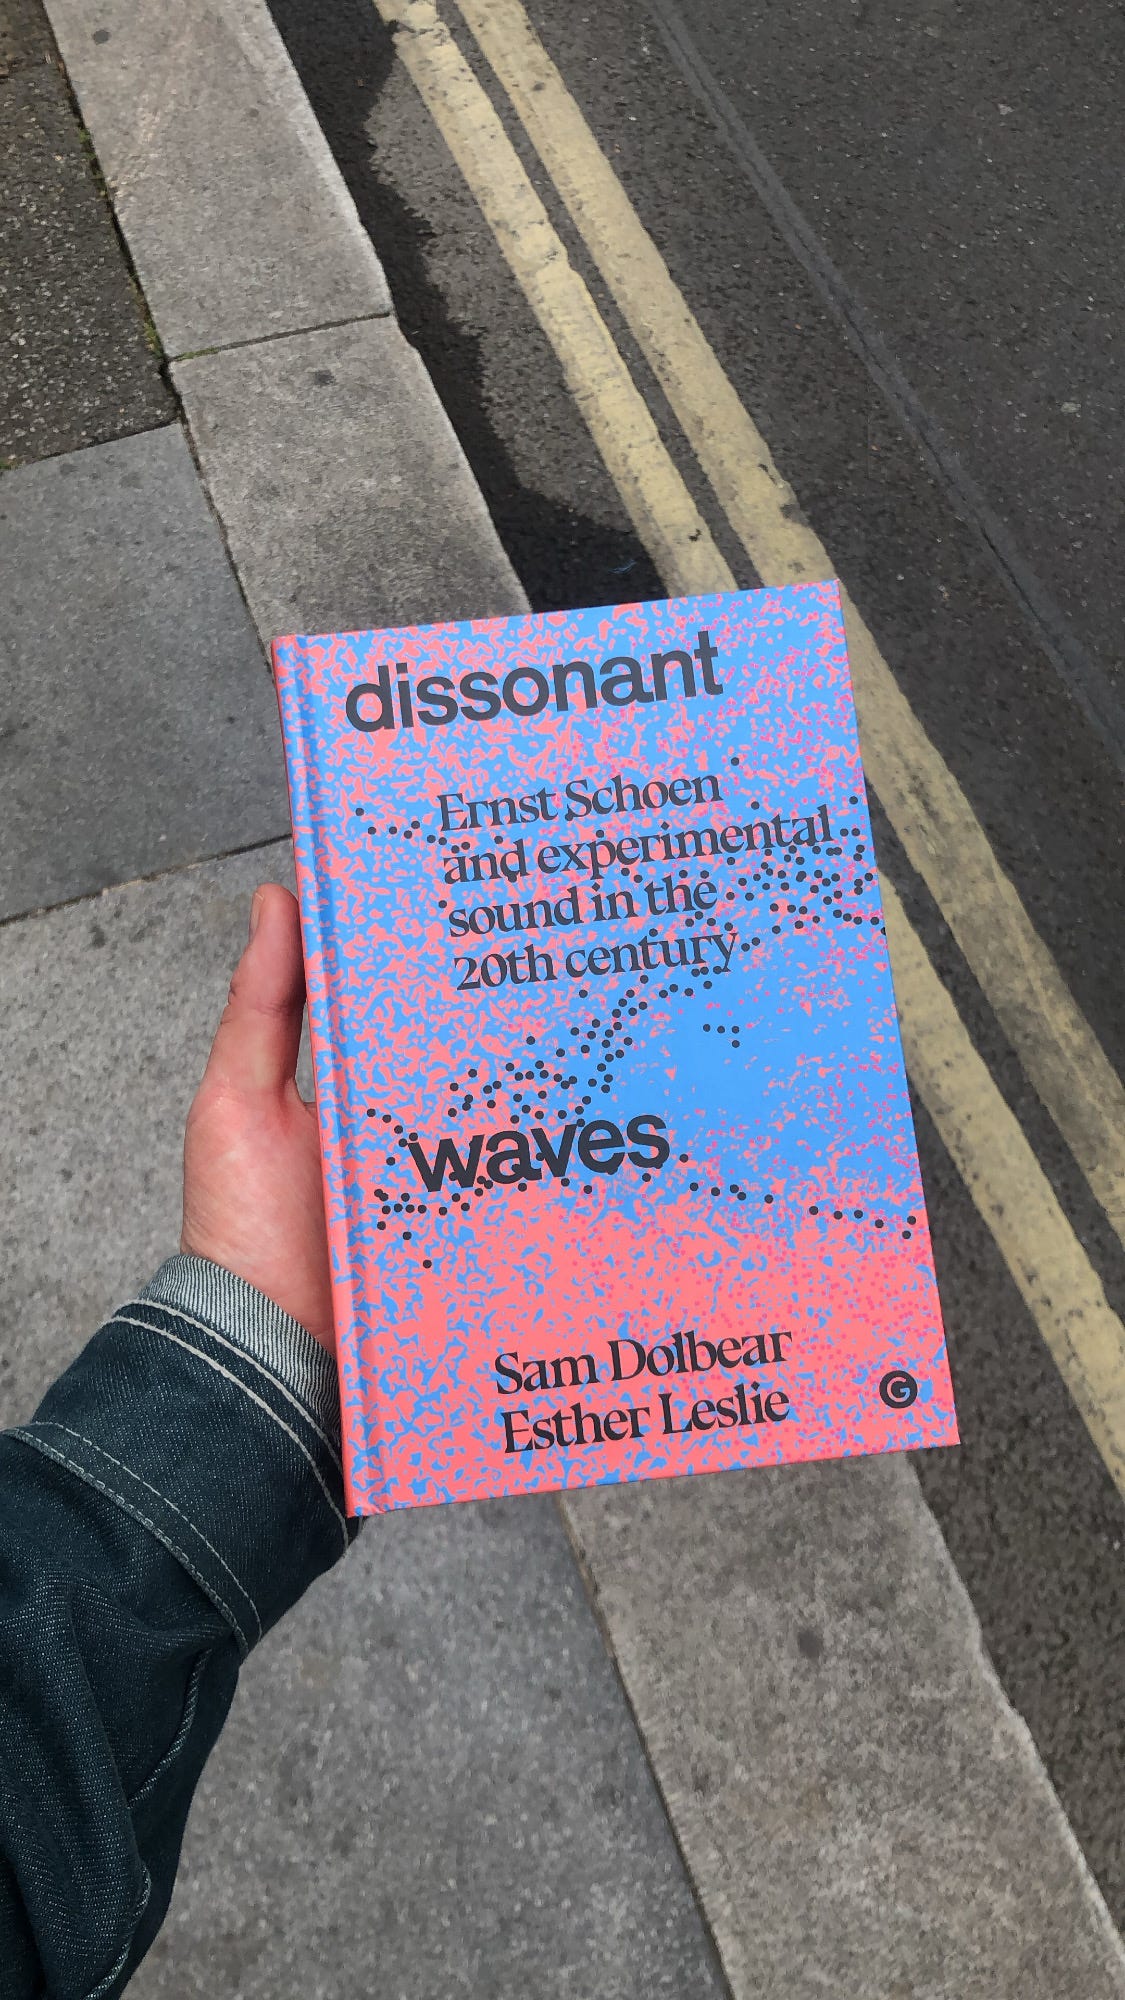 dissonant
Ernst Schoen
and experimental
sound in the
20th century
waves
Sam Dolbear
Esther Leslie
G